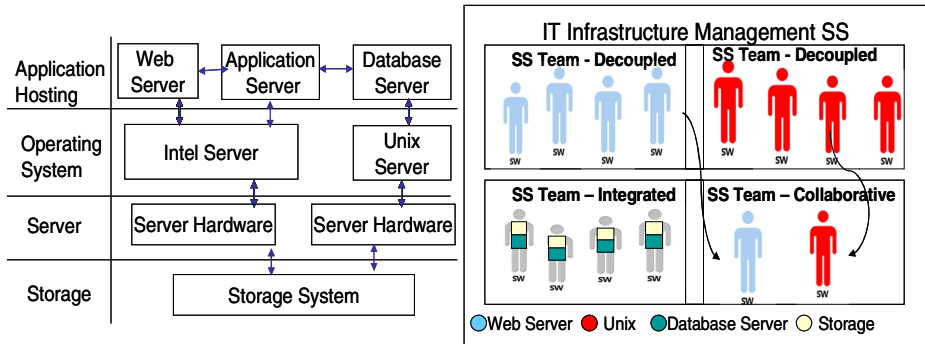 Application
Hosting
Web
Server
Application
Server
Database
Server
Operating
System
Intel Server
Unix
Server
Server
Server Hardware
Server Hardware
Storage
Storage System
IT Infrastructure Management SS
SS Team - Decoupled
sw
sw
sw
sw
SS Team - Decoupled
sw
sw
sw
sw
SS Team – Integrated
sw
sw
sw
sw
SS Team – Collaborative
sw
sw
Web Server
Unix
Database Server
Storage